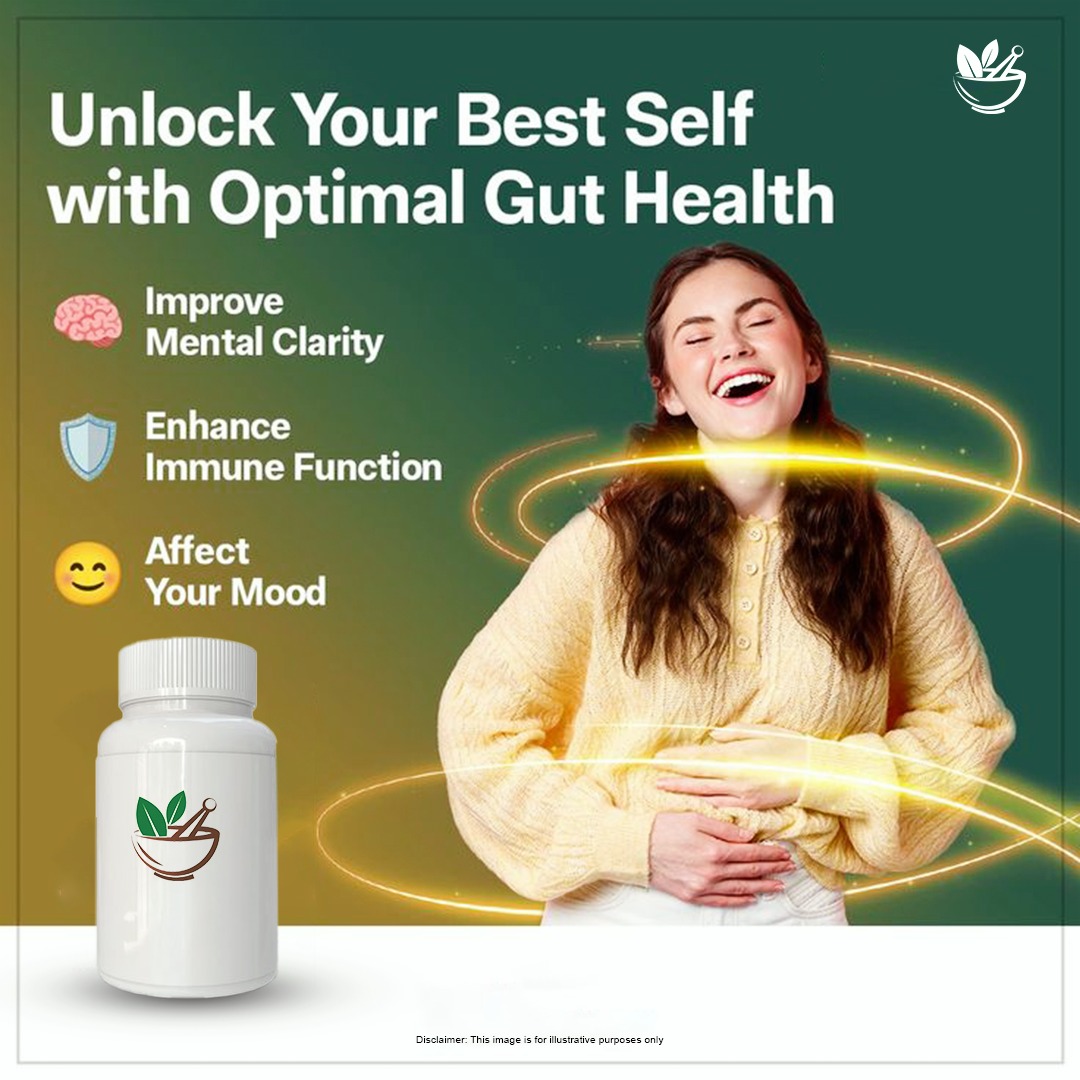 Unlock Your Best Self
with Optimal Gut Health
Improve
Mental Clarity
Enhance
Immune Function
Affect
Your Mood
Disclaimer: This image is for illustrative purposes only